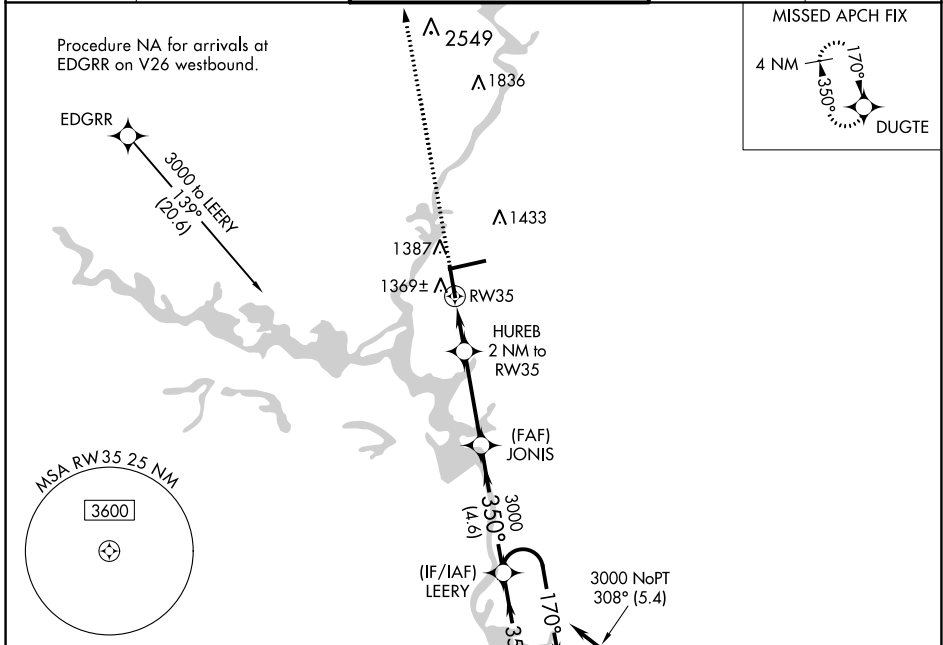 Procedure NA for arrivals at
EDGRR on V26 westbound.
2549
1836
MISSED APCH FIX
4 NM
170°
350°
DUGTE
EDGRR
3000 to LEERY
139°
(20.6)
1433
1387
1369±
RW35
HUREB
2 NM to
RW35
(FAF)
JONIS
MSA RW35 25 NM
3600
3000
350°
(4.6)
(IF/IAF)
LEERY
170°
3000 NoPT
308° (5.4)
35